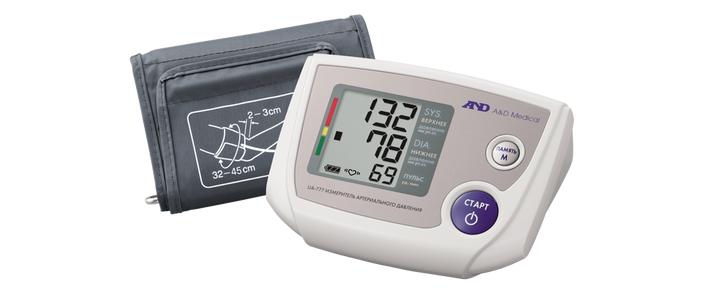 2-3cm
32-45cm
132
78
69
SYS.
ВЕРХНЕЕ
DIA.
НИЖНЕЕ
ПУЛЬС
AND A&D Medical
ПАМЯТЬ
M
СТАРТ
UA-777 ИЗМЕРИТЕЛЬ АРТЕРИАЛЬНОГО ДАВЛЕНИЯ